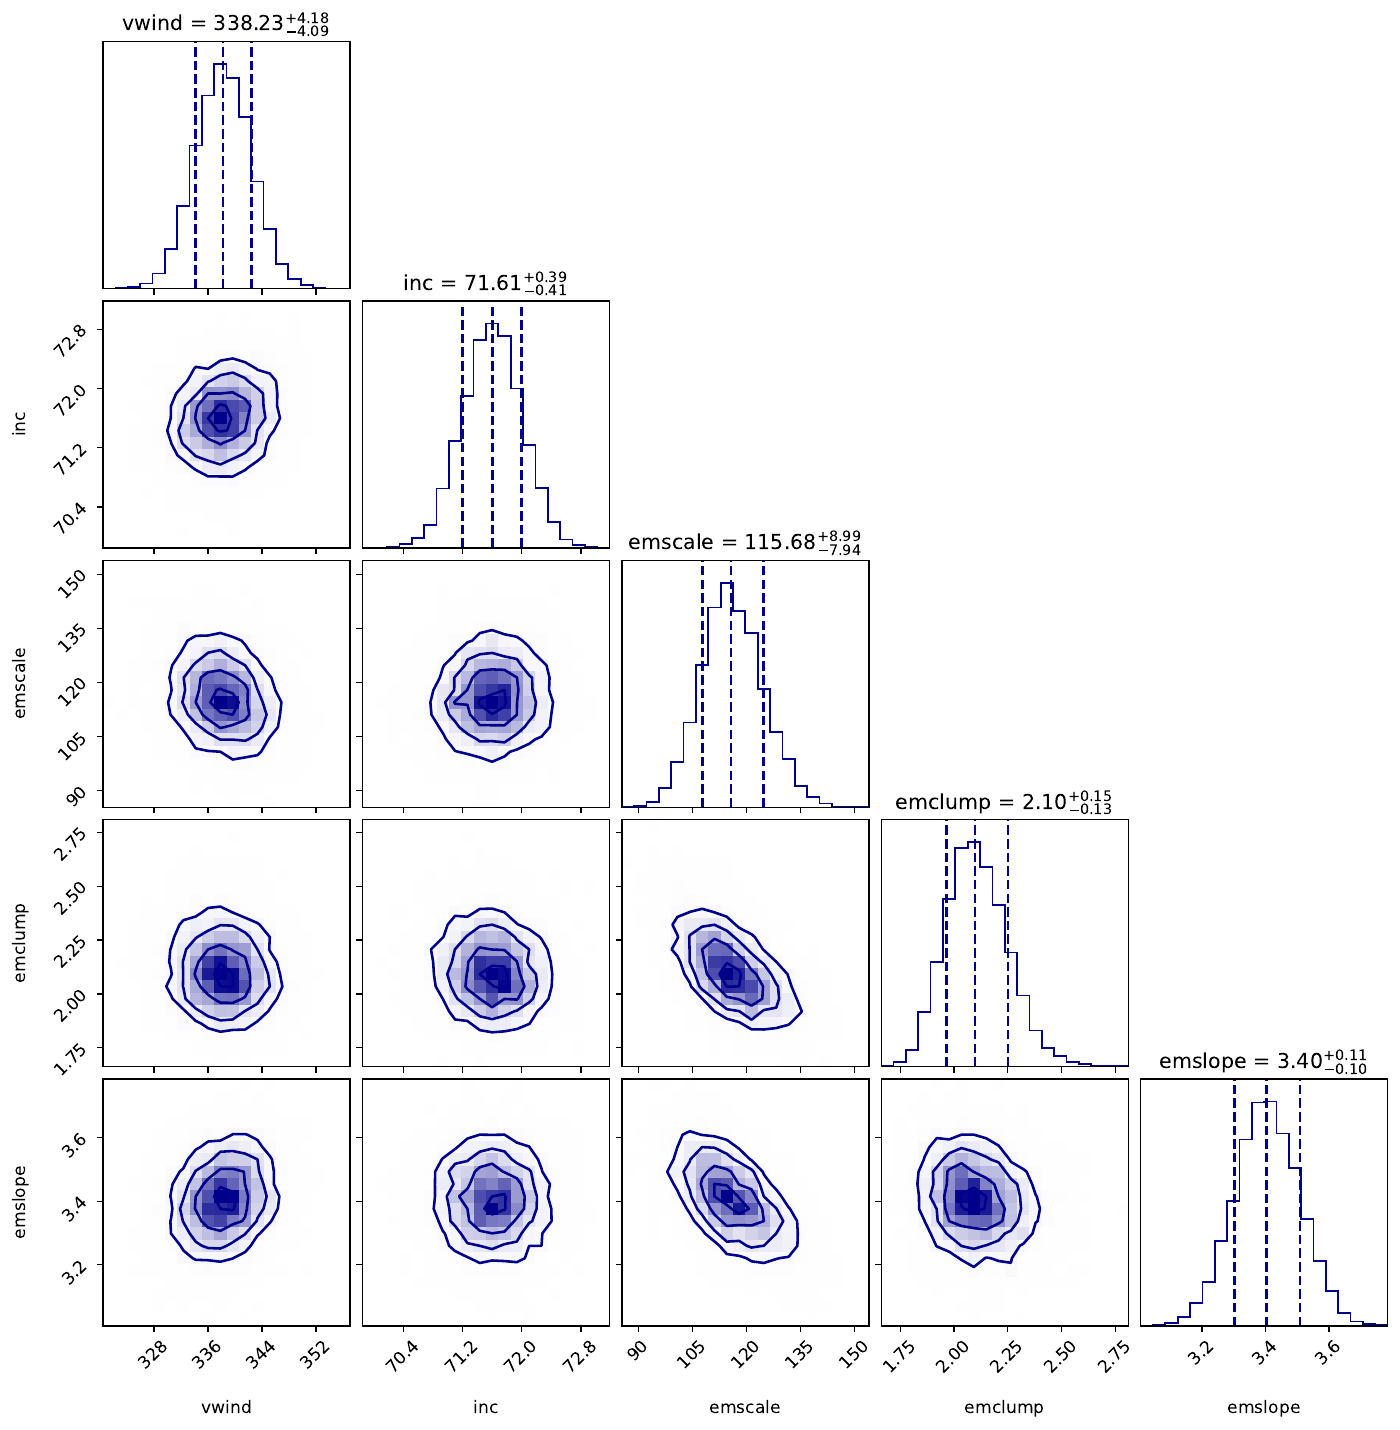 vwind = 338.23+4.18−4.09
inc = 71.61+0.39−0.41
72.8
72.0
71.2
70.4
inc
emscale = 115.68+8.99−7.94
150
135
120
105
90
emscale
emclump = 2.10+0.15−0.13
2.75
2.50
2.25
2.00
1.75
emclump
emslope = 3.40+0.11−0.10
3.6
3.4
3.2
emslope
328 336 344 352 70.4 71.2 72.0 72.8 90 105 120 135 150 1.75 2.00 2.25 2.50 2.75 3.2 3.4 3.6
vwind inc emscale emclump emslope